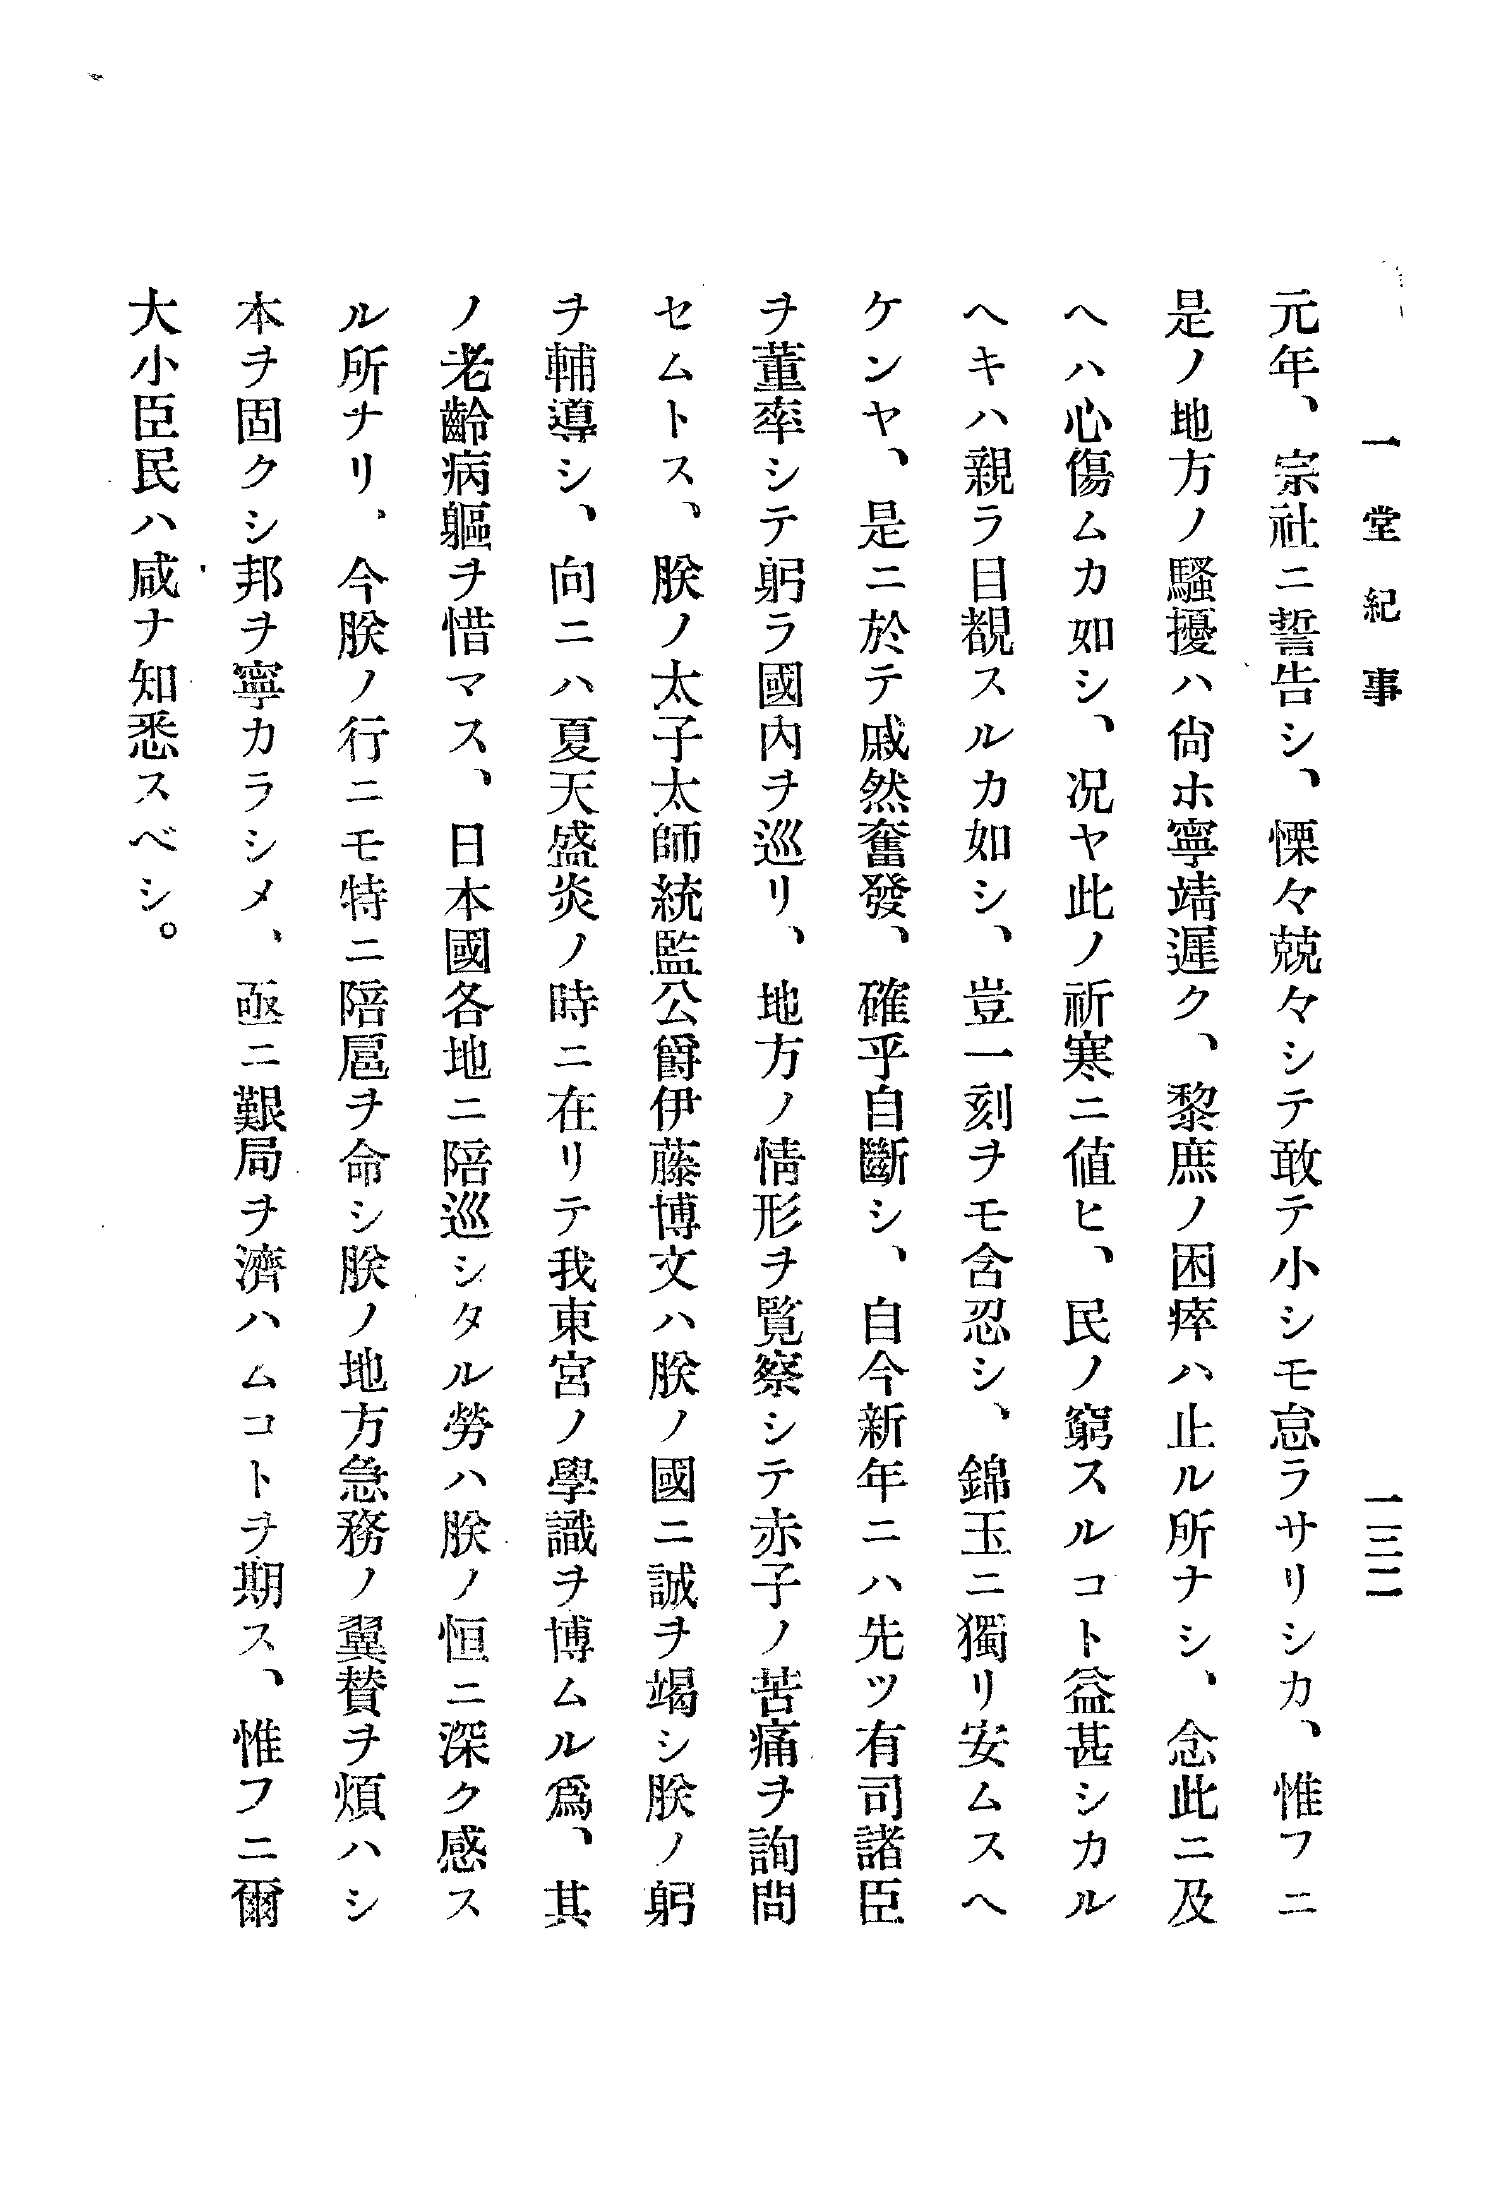 一堂紀事　一三二
元年、宗社ニ誓告シ、慄々兢々シテ敢テ小シモ怠ラサリシカ、惟フニ
是ノ地方ノ騷擾ハ尙ホ寧靖遲ク、黎庶ノ困瘁ハ止ル所ナシ、念此ニ及
ヘハ心傷ムカ如シ、況ヤ此ノ祈寒ニ値ヒ、民ノ窮スルコト益甚シカル
ヘキハ親ラ目覩スルカ如シ、豈一刻ヲモ含忍シ、錦玉ニ獨リ安ムスヘ
ケンヤ、是ニ於テ戚然奮發、確乎自斷シ、自今新年ニハ先ツ有司諸臣
ヲ董率シテ躬ラ國內ヲ巡リ、地方ノ情形ヲ覽察シテ赤子ノ苦痛ヲ詢問
セムトス、朕ノ太子太師統監公爵伊藤博文ハ朕ノ國ニ誠ヲ竭シ朕ノ躬
ヲ輔導シ、向ニハ夏天盛炎ノ時ニ在リテ我東宮ノ學識ヲ博ムル爲、其
ノ老齡病軀ヲ惜マス、日本國各地ニ陪巡シタル勞ハ朕ノ恒ニ深ク感ス
ル所ナリ、今朕ノ行ニモ特ニ陪扈ヲ命シ朕ノ地方急務ノ翼贊ヲ煩ハシ
本ヲ固クシ邦ヲ寧カラシメ、亟ニ艱局ヲ濟ハムコトヲ期ス、惟フニ爾
大小臣民ハ咸ナ知悉スベシ。